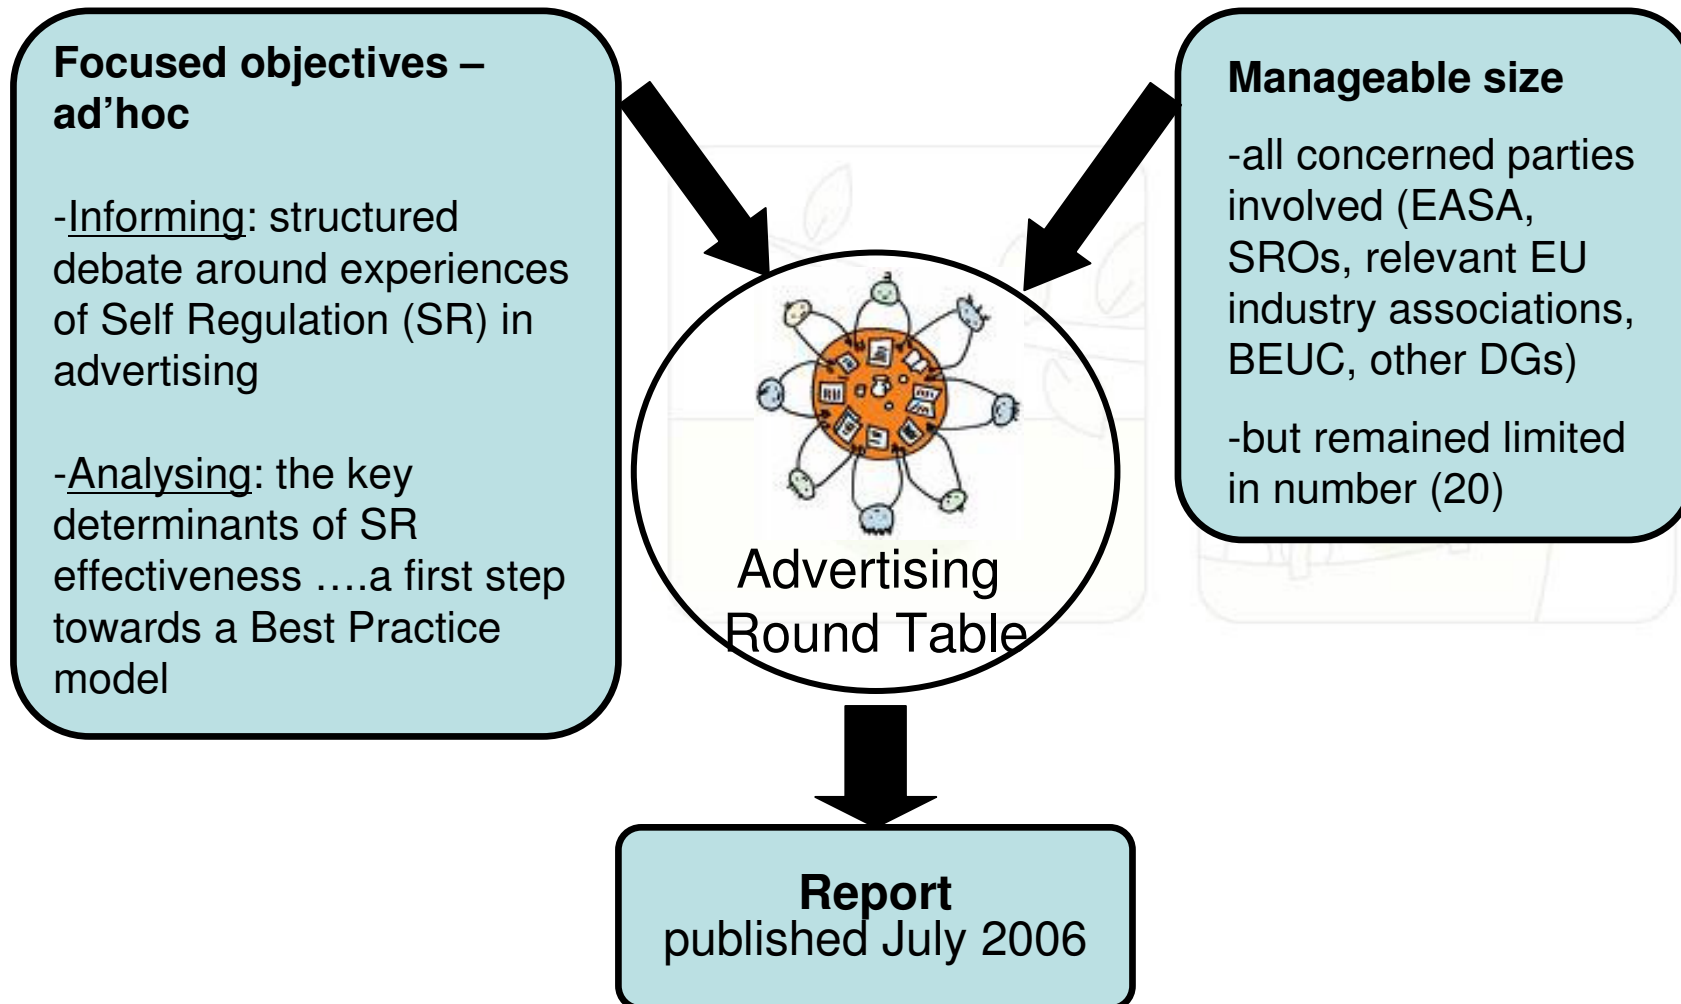 Focused objectives –
ad’hoc
-Informing: structured
debate around experiences
of Self Regulation (SR) in
advertising
-Analysing: the key
determinants of SR
effectiveness ….a first step
towards a Best Practice
model
Manageable size
-all concerned parties
involved (EASA,
SROs, relevant EU
industry associations,
BEUC, other DGs)
-but remained limited
in number (20)
Advertising
Round Table
Report
published July 2006